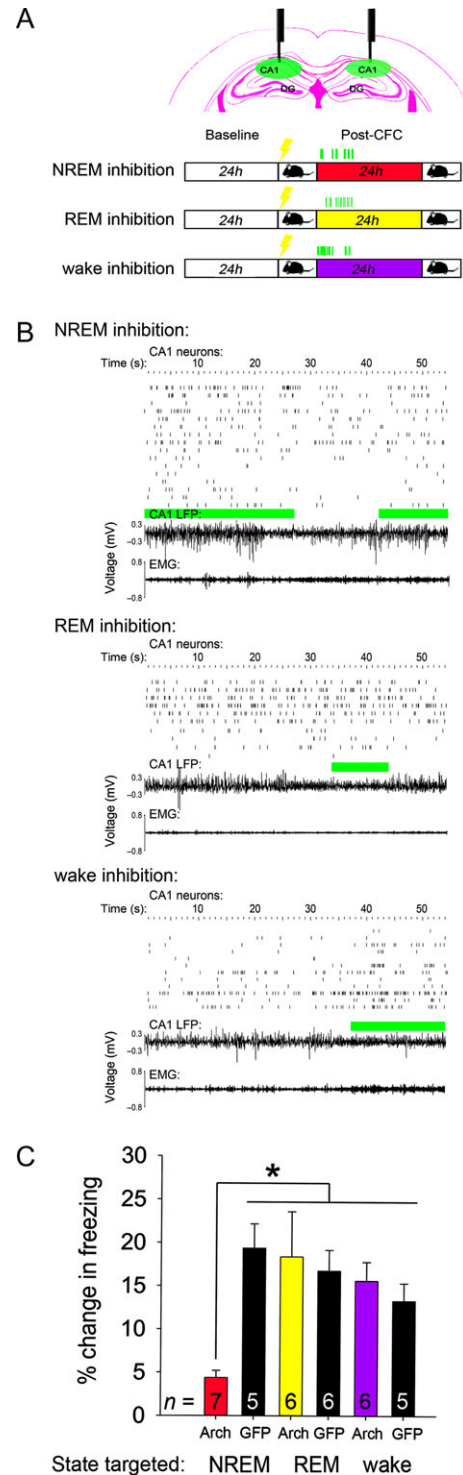 A
CA1 CA1
DG DG
Baseline Post-CFC
NREM inhibition 24h 24h
REM inhibition 24h 24h
wake inhibition 24h 24h
B
NREM inhibition:
CA1 neurons:
Time (s): 10 20 30 40 50
CA1 LFP:
0.3
−0.3
EMG:
0.8
−0.8
Voltage (mV)
REM inhibition:
CA1 neurons:
Time (s): 10 20 30 40 50
CA1 LFP:
0.3
−0.3
EMG:
0.8
−0.8
Voltage (mV)
wake inhibition:
CA1 neurons:
Time (s): 10 20 30 40 50
CA1 LFP:
0.3
−0.3
EMG:
0.8
−0.8
Voltage (mV)
C
% change in freezing
30
25
20
15
10
5
0
*
n = 7 5 6 6 6 5
Arch GFP Arch GFP Arch GFP
State targeted: NREM REM wake